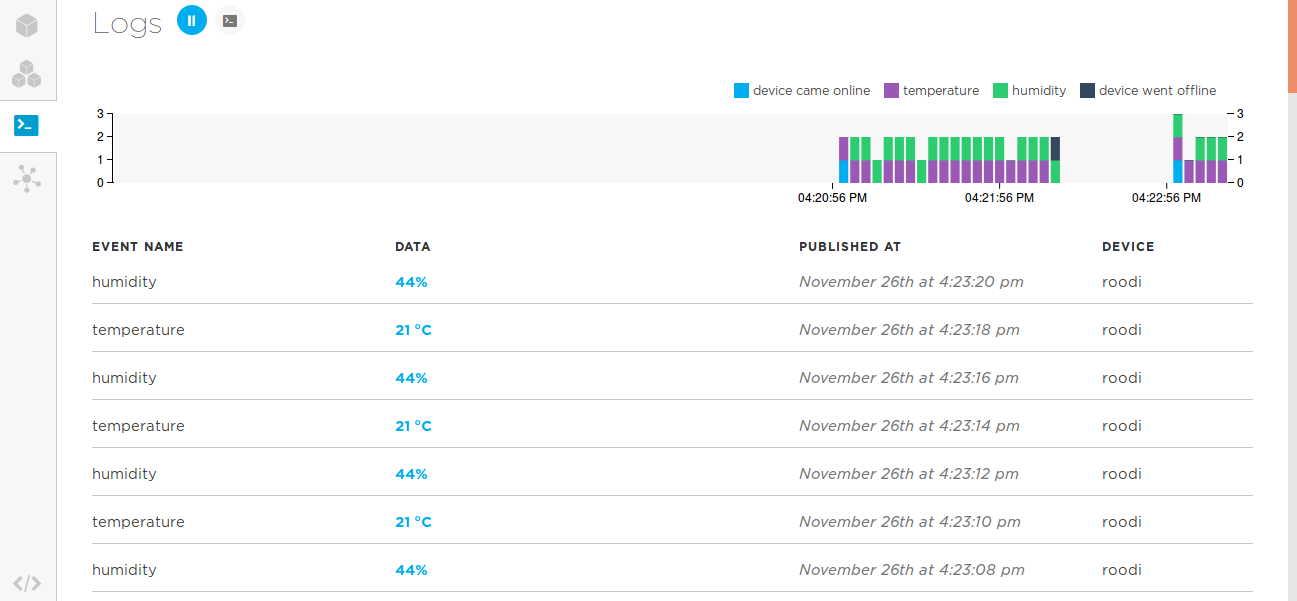 Logs
device came online temperature humidity device went offline
3 3
2 2
1 1
0 0
04:20:56 PM 04:21:56 PM 04:22:56 PM
EVENT NAME DATA PUBLISHED AT DEVICE
humidity 44% November 26th at 4:23:20 pm roodi
temperature 21 °C November 26th at 4:23:18 pm roodi
humidity 44% November 26th at 4:23:16 pm roodi
temperature 21 °C November 26th at 4:23:14 pm roodi
humidity 44% November 26th at 4:23:12 pm roodi
temperature 21 °C November 26th at 4:23:10 pm roodi
humidity 44% November 26th at 4:23:08 pm roodi